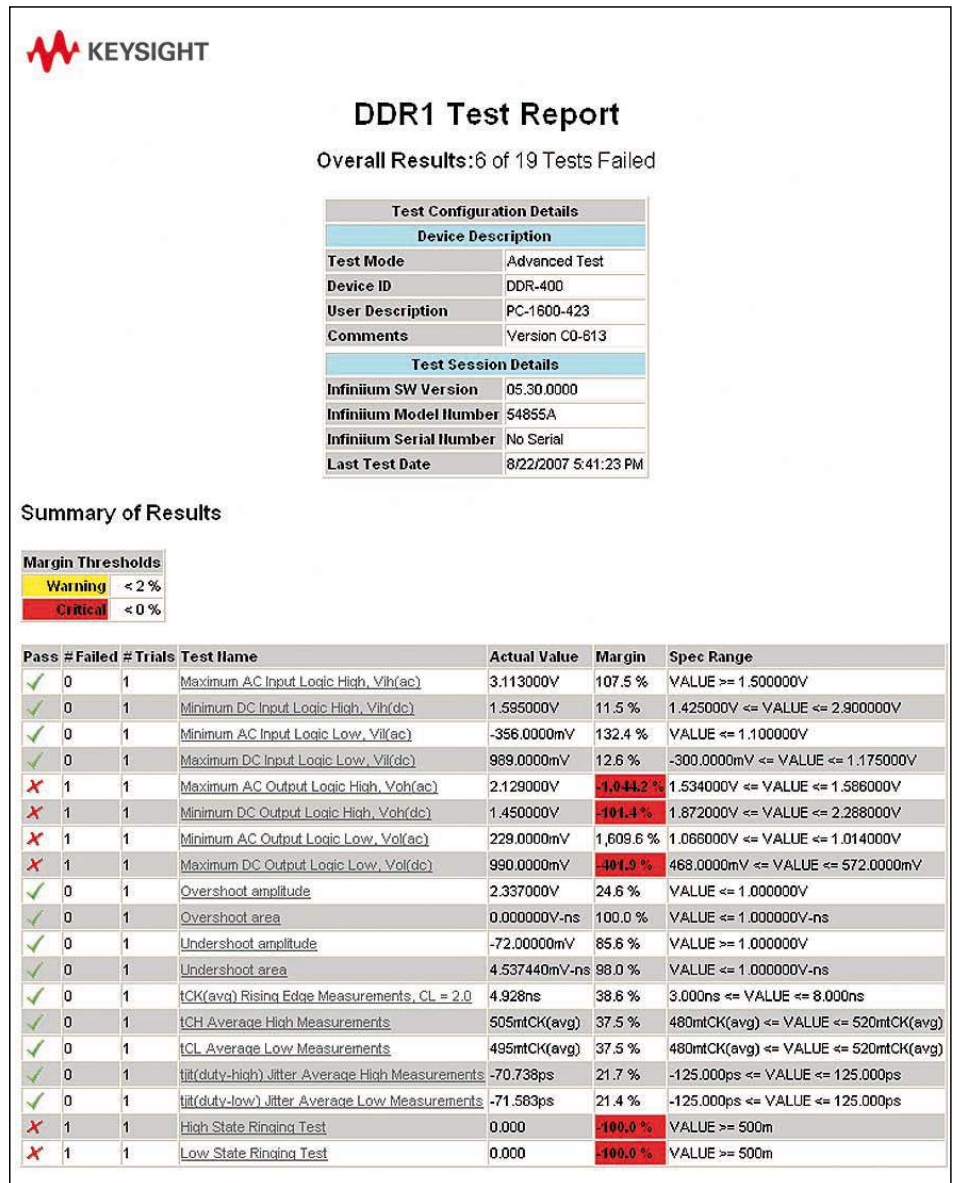 KEYSIGHT
DDR1 Test Report
Overall Results:6 of 19 Tests Failed
Test Configuration Details
Device Description
Test Mode Advanced Test
Device ID DDR-400
User Description PC-1600-423
Comments Version C0-613
Test Session Details
Infiniium SW Version 05.30.0000
Infiniium Model Number 54855A
Infiniium Serial Number No Serial
Last Test Date 8/22/2007 5:41:23 PM
Summary of Results
Margin Thresholds
Warning < 2 %
Critical < 0 %
Pass # Failed # Trials Test Name Actual Value Margin Spec Range
0 1 Maximum AC Input Logic High, Vih(ac) 3.113000V 107.5 % VALUE >= 1.500000V
0 1 Minimum DC Input Logic High, Vih(dc) 1.595000V 11.5 % 1.425000V <= VALUE <= 2.900000V
0 1 Minimum AC Input Logic Low, Vil(ac) -356.0000mV 132.4 % VALUE <= 1.100000V
0 1 Maximum DC Input Logic Low, Vil(dc) 989.0000mV 12.6 % -300.0000mV <= VALUE <= 1.175000V
1 1 Maximum AC Output Logic High, Voh(ac) 2.129000V -1,044.2 % 1.534000V <= VALUE <= 1.586000V
1 1 Minimum DC Output Logic High, Voh(dc) 1.450000V -101.4 % 1.872000V <= VALUE <= 2.288000V
1 1 Minimum AC Output Logic Low, Vol(ac) 229.0000mV 1,609.6 % 1.066000V <= VALUE <= 1.014000V
1 1 Maximum DC Output Logic Low, Vol(dc) 990.0000mV -401.9 % 468.0000mV <= VALUE <= 572.0000mV
0 1 Overshoot amplitude 2.337000V 24.6 % VALUE <= 1.000000V
0 1 Overshoot area 0.000000V-ns 100.0 % VALUE <= 1.000000V-ns
0 1 Undershoot amplitude -72.00000mV 85.6 % VALUE >= 1.000000V
0 1 Undershoot area 4.537440mV-ns 98.0 % VALUE <= 1.000000V-ns
0 1 tCK(avg) Rising Edge Measurements, CL = 2.0 4.928ns 38.6 % 3.000ns <= VALUE <= 8.000ns
0 1 tCH Average High Measurements 505mtCK(avg) 37.5 % 480mtCK(avg) <= VALUE <= 520mtCK(avg)
0 1 tCL Average Low Measurements 495mtCK(avg) 37.5 % 480mtCK(avg) <= VALUE <= 520mtCK(avg)
0 1 tjit(duty-high) Jitter Average High Measurements -70.738ps 21.7 % -125.000ps <= VALUE <= 125.000ps
0 1 tjit(duty-low) Jitter Average Low Measurements -71.583ps 21.4 % -125.000ps <= VALUE <= 125.000ps
1 1 High State Ringing Test 0.000 -100.0 % VALUE >= 500m
1 1 Low State Ringing Test 0.000 -100.0 % VALUE >= 500m